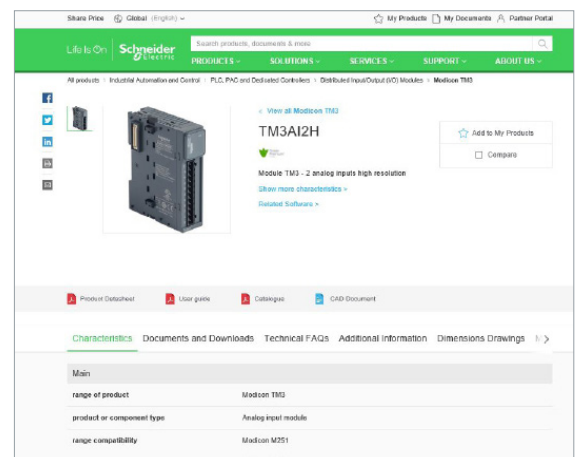 Share Price Global (English) My Products My Documents Partner Portal
Life Is On Schneider Electric
Search products, documents & more
PRODUCTS SOLUTIONS SERVICES SUPPORT ABOUT US
All products > Industrial Automation and Control > PLC, PAC and Dedicated Controllers > Distributed Input/Output (I/O) Modules > Modicon TM3
< View all Modicon TM3
TM3AI2H
Add to My Products
Compare
Module TM3 - 2 analog inputs high resolution
Show more characteristics >
Related Software >
Product Datasheet User guide Catalogue CAD Document
Characteristics Documents and Downloads Technical FAQs Additional Information Dimensions Drawings
Main
range of product Modicon TM3
product or component type Analog input module
range compatibility Modicon M251